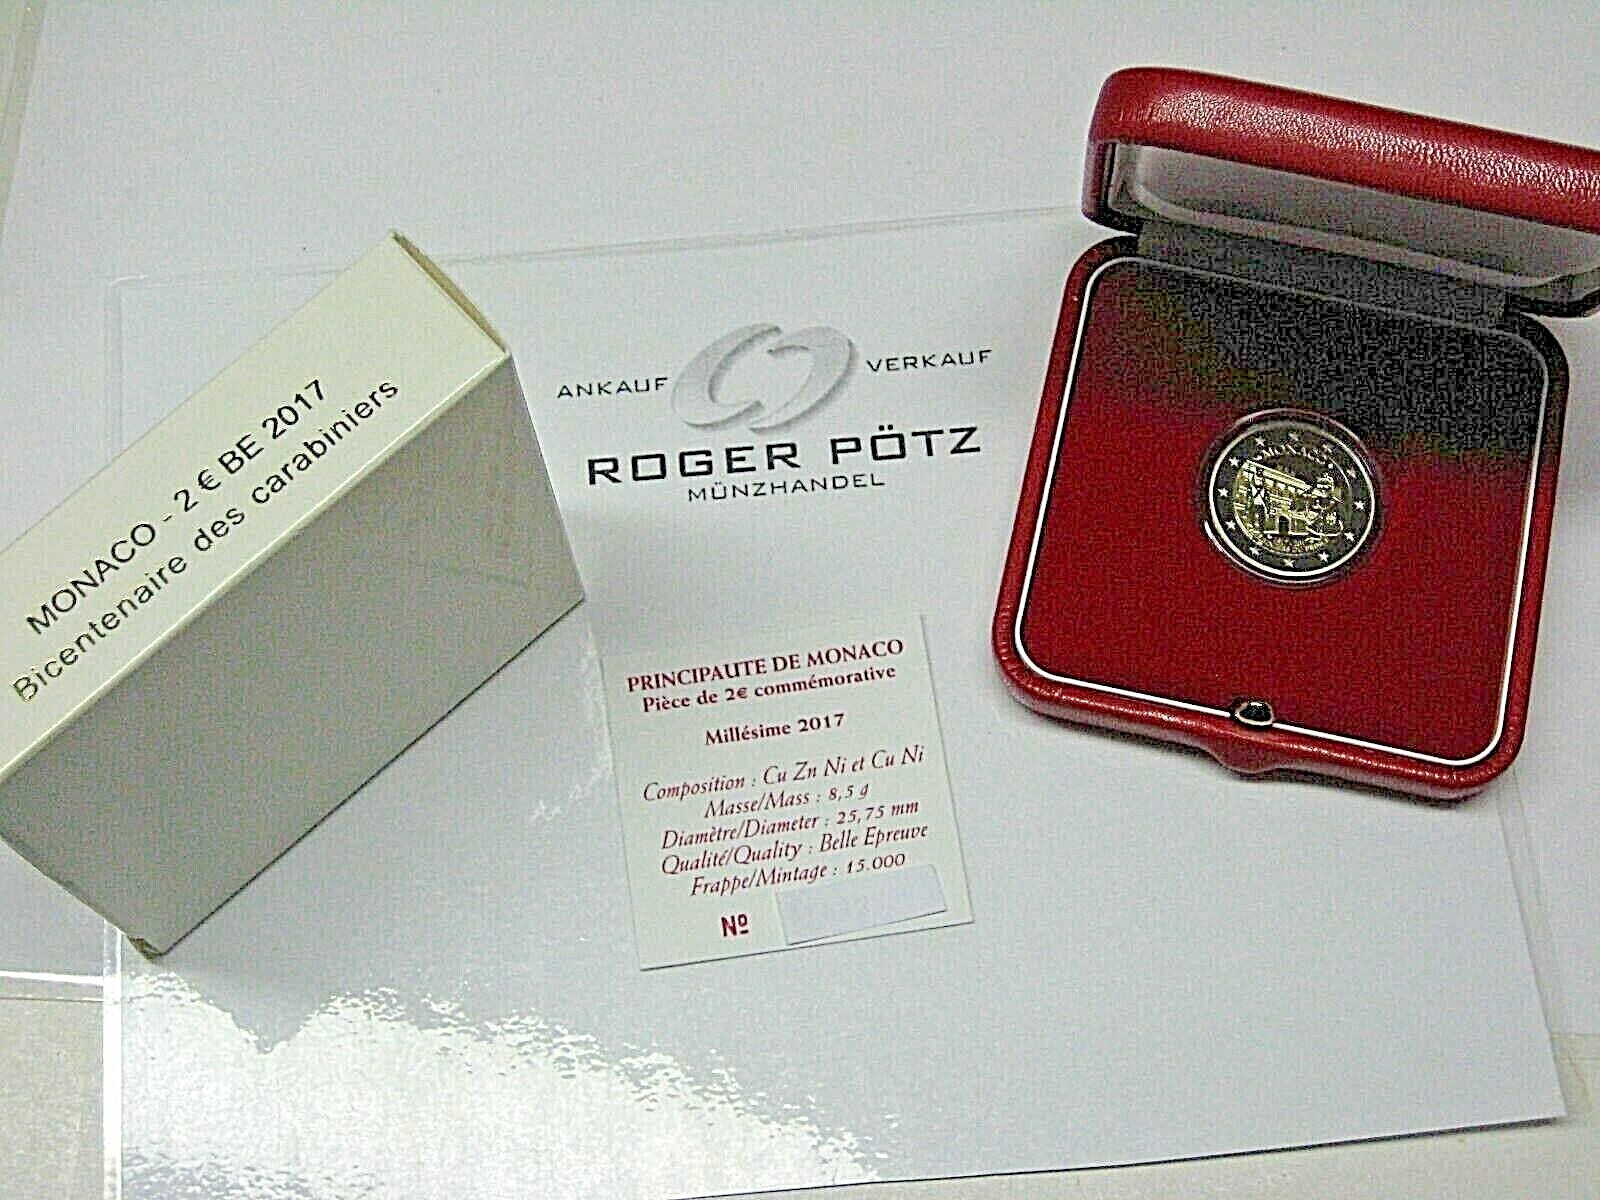 MONACO - 2 € BE 2017
Bicentenaire des carabiniers
ANKAUF
VERKAUF
ROGER PÖTZ
MÜNZHANDEL
PRINCIPAUTE DE MONACO
Pièce de 2€ commémorative
Millésime 2017
Composition : Cu Zn Ni et Cu Ni
Masse/Mass : 8,5 g
Diamètre/Diameter : 25,75 mm
Qualité/Quality : Belle Epreuve
Frappe/Mintage : 15.000
Nº
MONACO